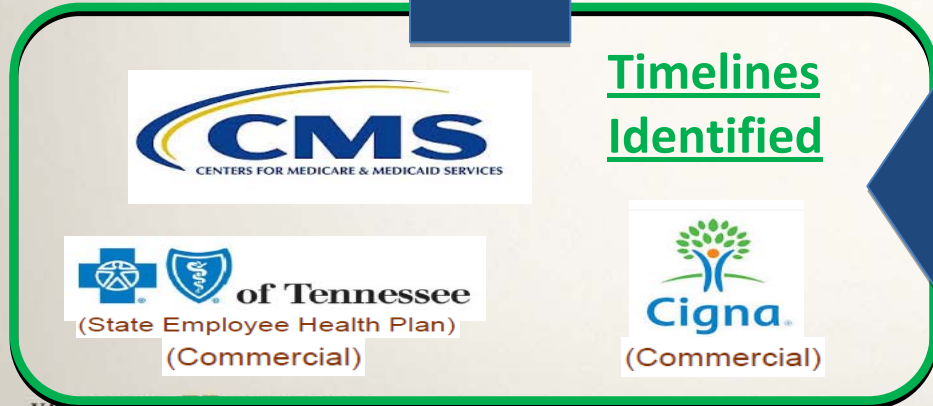 Timelines
Identified
CMS
CENTERS FOR MEDICARE & MEDICAID SERVICES
of Tennessee
(State Employee Health Plan)
(Commercial)
Cigna
(Commercial)